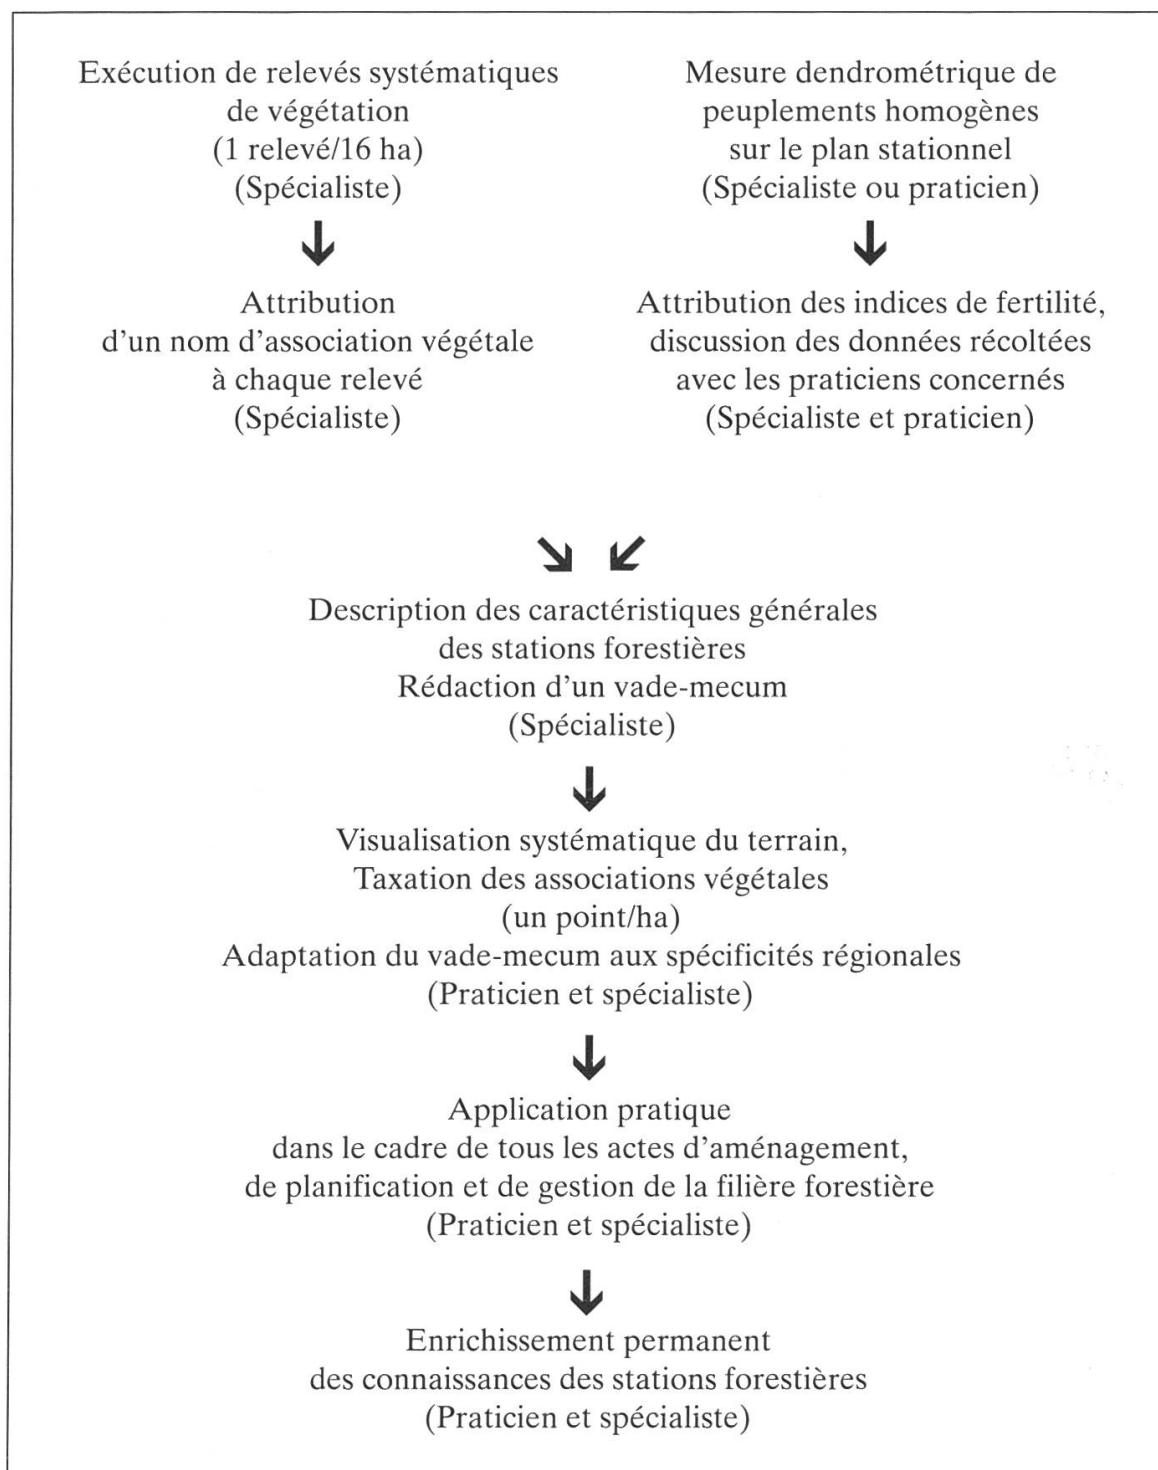 Exécution de relevés systématiques
de végétation
(1 relevé/16 ha)
(Spécialiste)
Attribution
d'un nom d'association végétale
à chaque relevé
(Spécialiste)
Mesure dendrométrique de
peuplements homogènes
sur le plan stationnel
(Spécialiste ou praticien)
Attribution des indices de fertilité,
discussion des données récoltées
avec les praticiens concernés
(Spécialiste et praticien)
Description des caractéristiques générales
des stations forestières
Rédaction d'un vade-mecum
(Spécialiste)
Visualisation systématique du terrain,
Taxation des associations végétales
(un point/ha)
Adaptation du vade-mecum aux spécificités régionales
(Praticien et spécialiste)
Application pratique
dans le cadre de tous les actes d'aménagement,
de planification et de gestion de la filière forestière
(Praticien et spécialiste)
Enrichissement permanent
des connaissances des stations forestières
(Praticien et spécialiste)